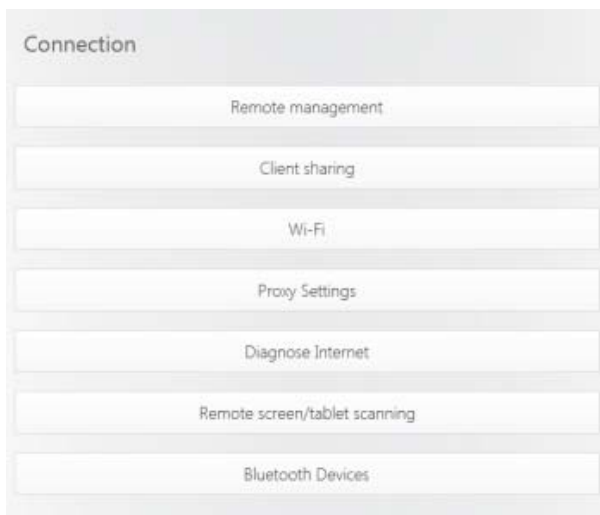 Connection
Remote management
Client sharing
Wi-Fi
Proxy Settings
Diagnose Internet
Remote screen/tablet scanning
Bluetooth Devices